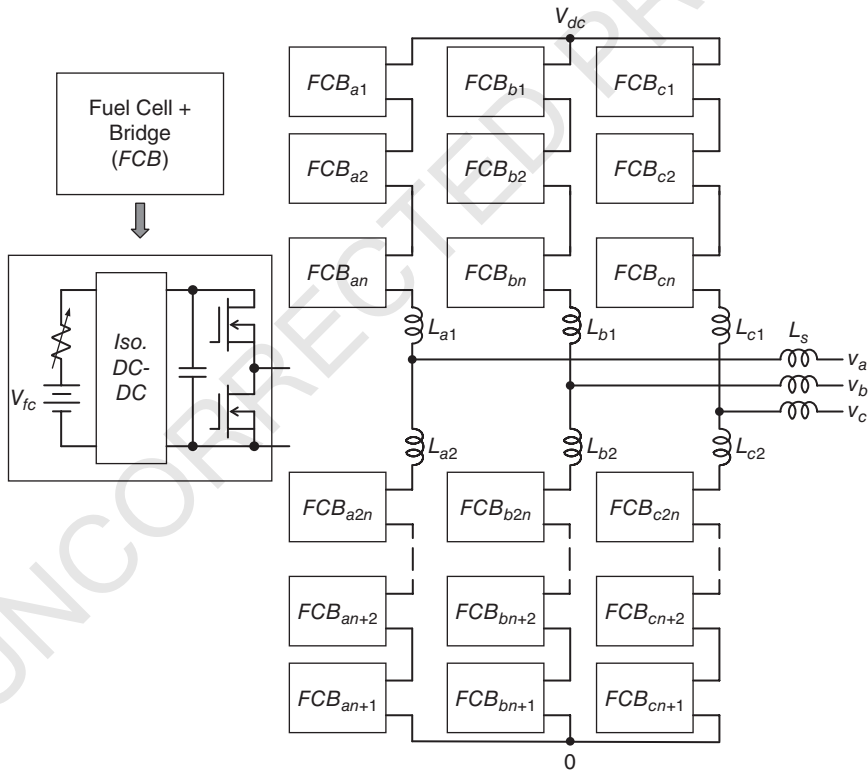 UNCORRECTED PR
V_dc
FCB_a1
FCB_b1
FCB_c1
Fuel Cell +
Bridge
(FCB)
FCB_a2
FCB_b2
FCB_c2
FCB_an
FCB_bn
FCB_cn
L_a1
L_b1
L_c1
L_s
Iso.
DC-
DC
V_fc
v_a
v_b
v_c
L_a2
L_b2
L_c2
FCB_a2n
FCB_b2n
FCB_c2n
FCB_an+2
FCB_bn+2
FCB_cn+2
FCB_an+1
FCB_bn+1
FCB_cn+1
0